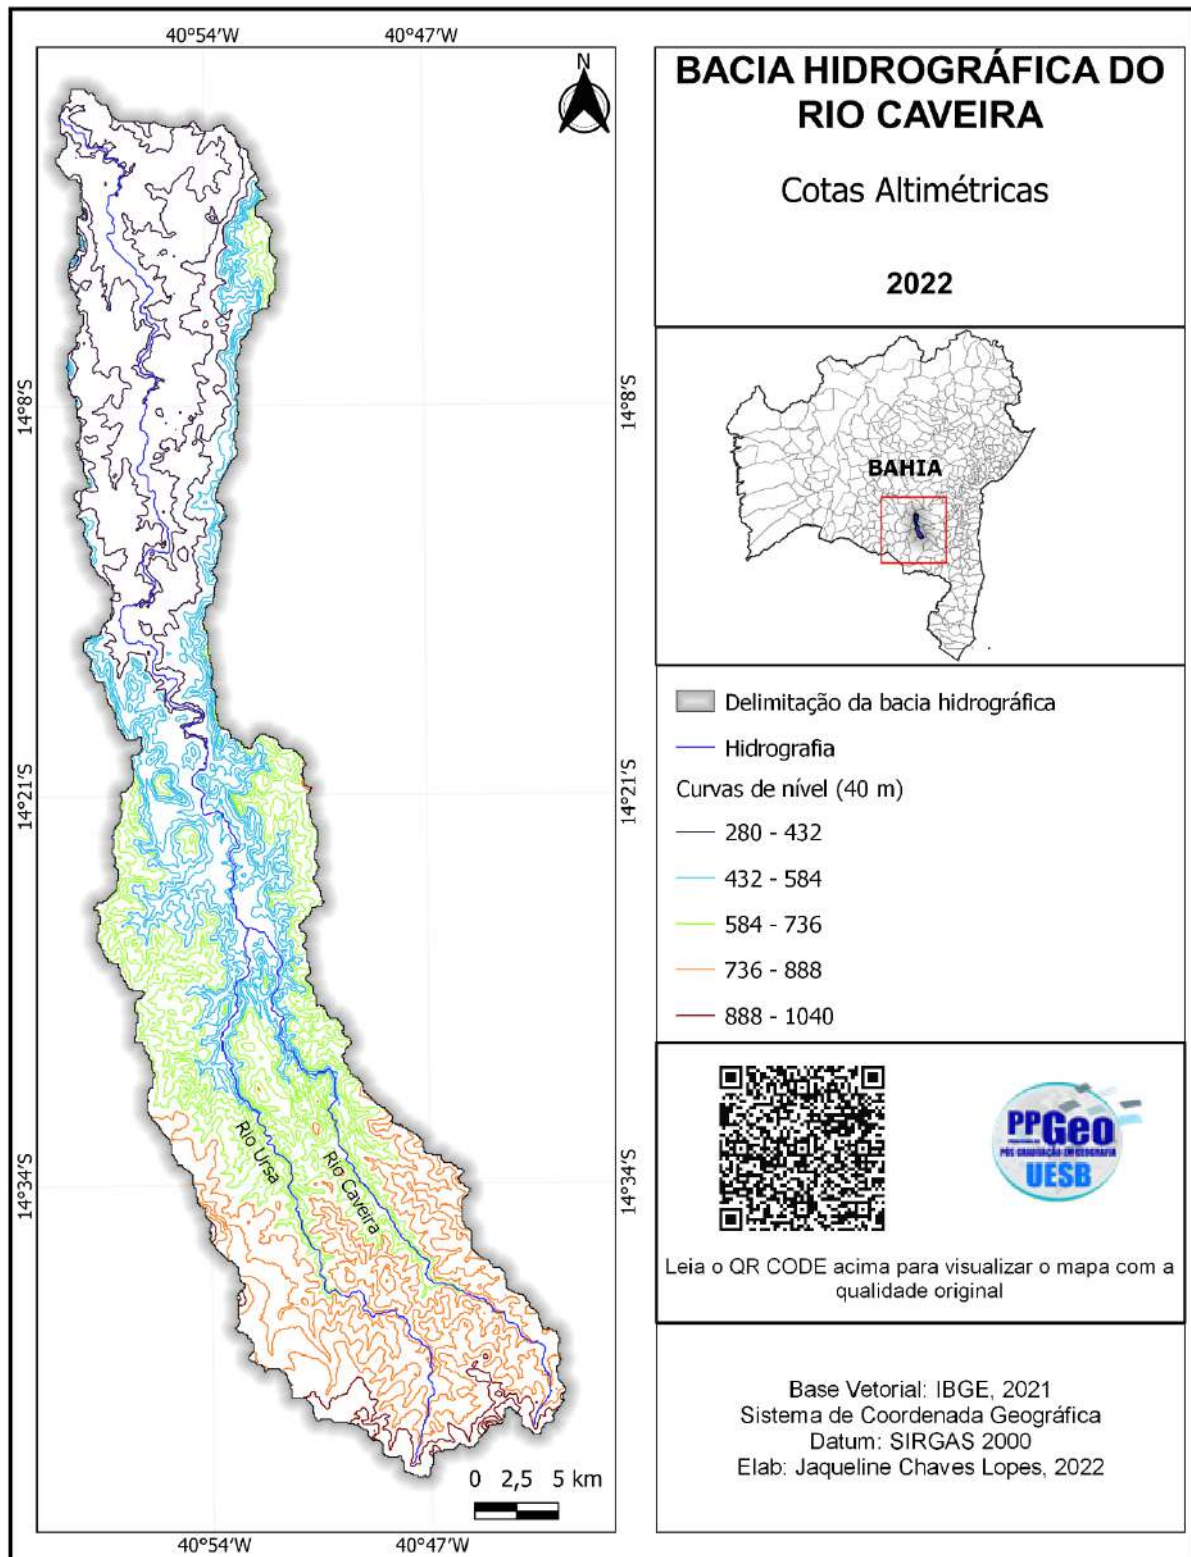 40°54'W 40°47'W
N
14°8'S 14°8'S
14°21'S 14°21'S
14°34'S 14°34'S
Rio Ursa
Rio Caveira
0 2,5 5 km
40°54'W 40°47'W
BACIA HIDROGRÁFICA DO
RIO CAVEIRA
Cotas Altimétricas
2022
BAHIA
Delimitação da bacia hidrográfica
Hidrografia
Curvas de nível (40 m)
280 - 432
432 - 584
584 - 736
736 - 888
888 - 1040
PPGeo
PÓS GRADUAÇÃO EM GEOGRAFIA
UESB
Leia o QR CODE acima para visualizar o mapa com a
qualidade original
Base Vetorial: IBGE, 2021
Sistema de Coordenada Geográfica
Datum: SIRGAS 2000
Elab: Jaqueline Chaves Lopes, 2022